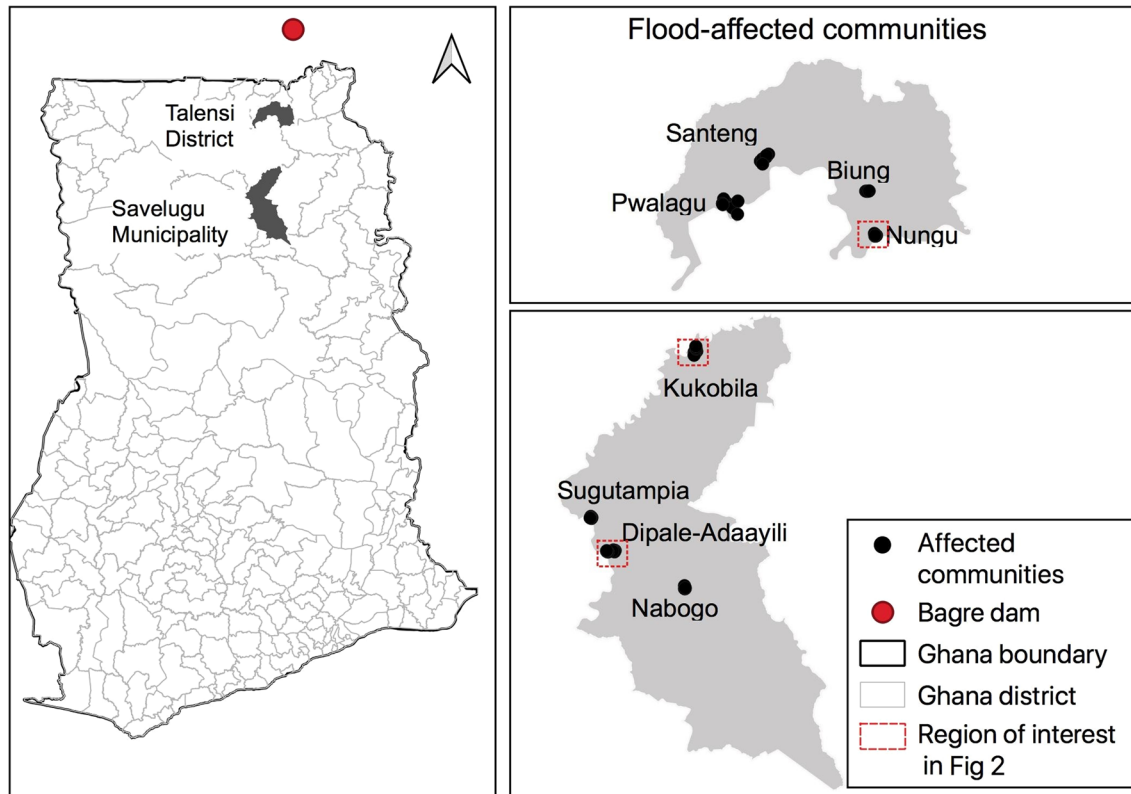 Talensi
District
Savelugu
Municipality
Flood-affected communities
Santeng
Biung
Pwalagu
Nungu
Kukobila
Sugutampia
Dipale-Adaayili
Nabogo
Affected
communities
Bagre dam
Ghana boundary
Ghana district
Region of interest
in Fig 2